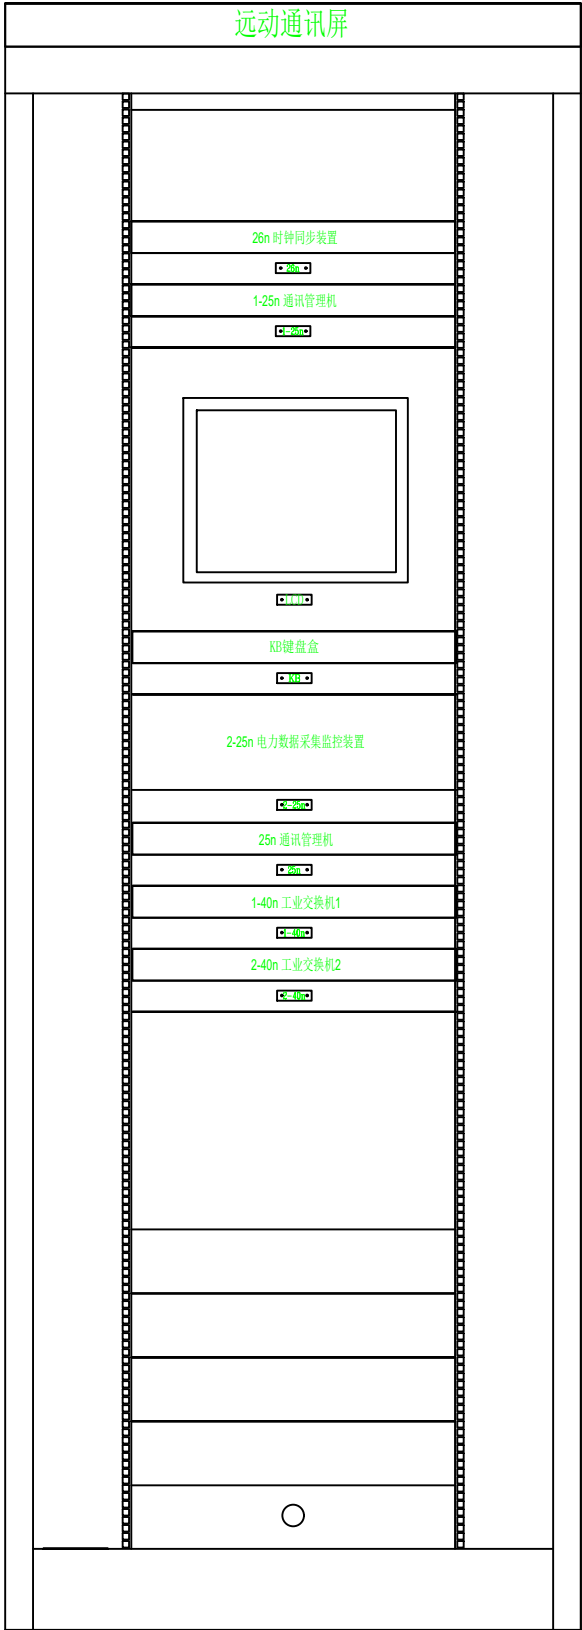 远动通讯屏
26n 时钟同步装置
26n
1-25n 通讯管理机
1-25n
LCD
KB键盘盒
KB
2-25n 电力数据采集监控装置
2-25n
25n 通讯管理机
25n
1-40n 工业交换机1
1-40n
2-40n 工业交换机2
2-40n